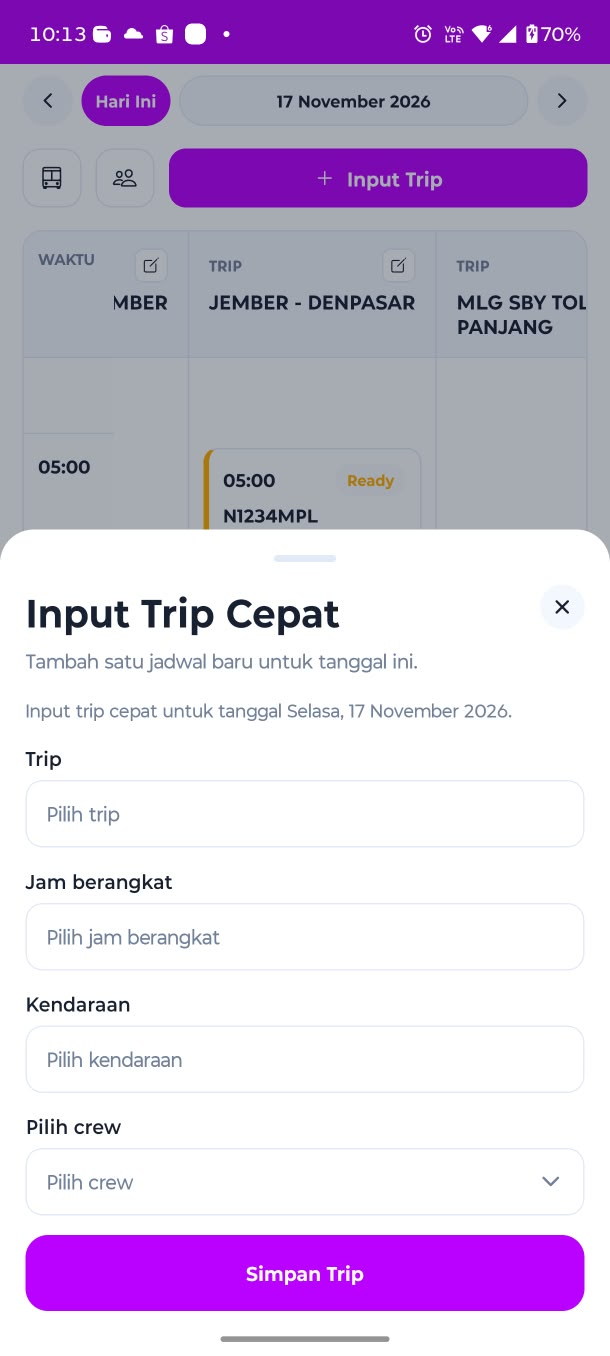 10:13
VoⓇ LTE
6
70%
Hari Ini
17 November 2026
+ Input Trip
WAKTU
MBER
TRIP
JEMBER - DENPASAR
TRIP
MLG SBY TOL
PANJANG
05:00
05:00
Ready
N1234MPL
Input Trip Cepat
Tambah satu jadwal baru untuk tanggal ini.
Input trip cepat untuk tanggal Selasa, 17 November 2026.
Trip
Pilih trip
Jam berangkat
Pilih jam berangkat
Kendaraan
Pilih kendaraan
Pilih crew
Pilih crew
Simpan Trip